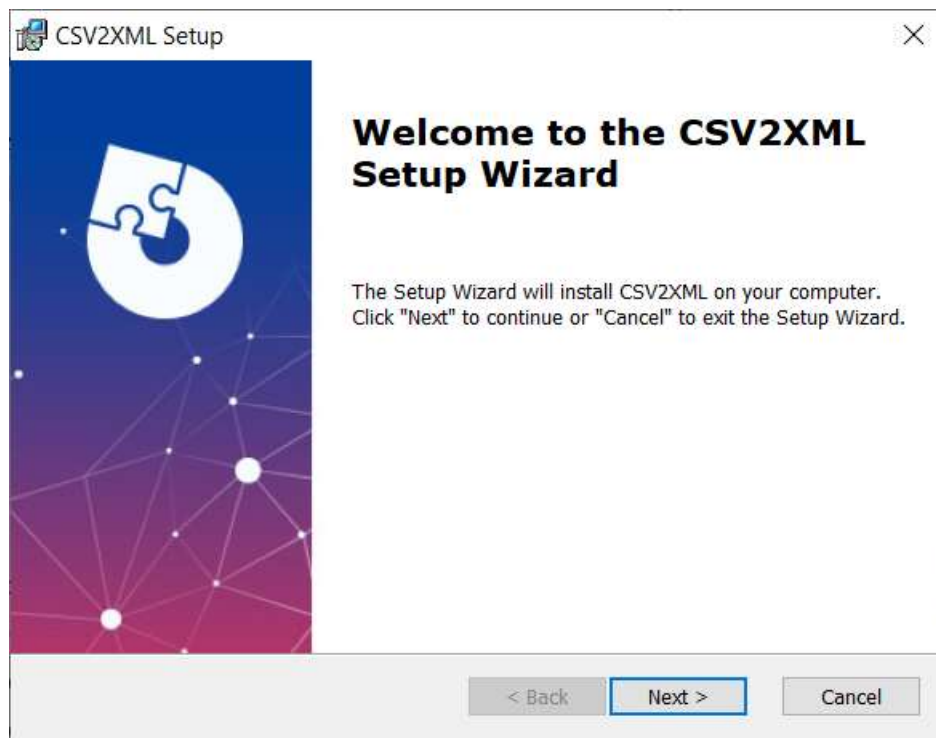 CSV2XML Setup
Welcome to the CSV2XML
Setup Wizard
The Setup Wizard will install CSV2XML on your computer.
Click "Next" to continue or "Cancel" to exit the Setup Wizard.
< Back
Next >
Cancel